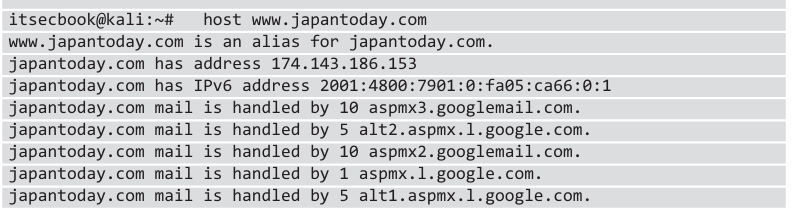 itsecbook@kali:~#   host www.japantoday.com
www.japantoday.com is an alias for japantoday.com.
japantoday.com has address 174.143.186.153
japantoday.com has IPv6 address 2001:4800:7901:0:fa05:ca66:0:1
japantoday.com mail is handled by 10 aspmx3.googlemail.com.
japantoday.com mail is handled by 5 alt2.aspmx.l.google.com.
japantoday.com mail is handled by 10 aspmx2.googlemail.com.
japantoday.com mail is handled by 1 aspmx.l.google.com.
japantoday.com mail is handled by 5 alt1.aspmx.l.google.com.